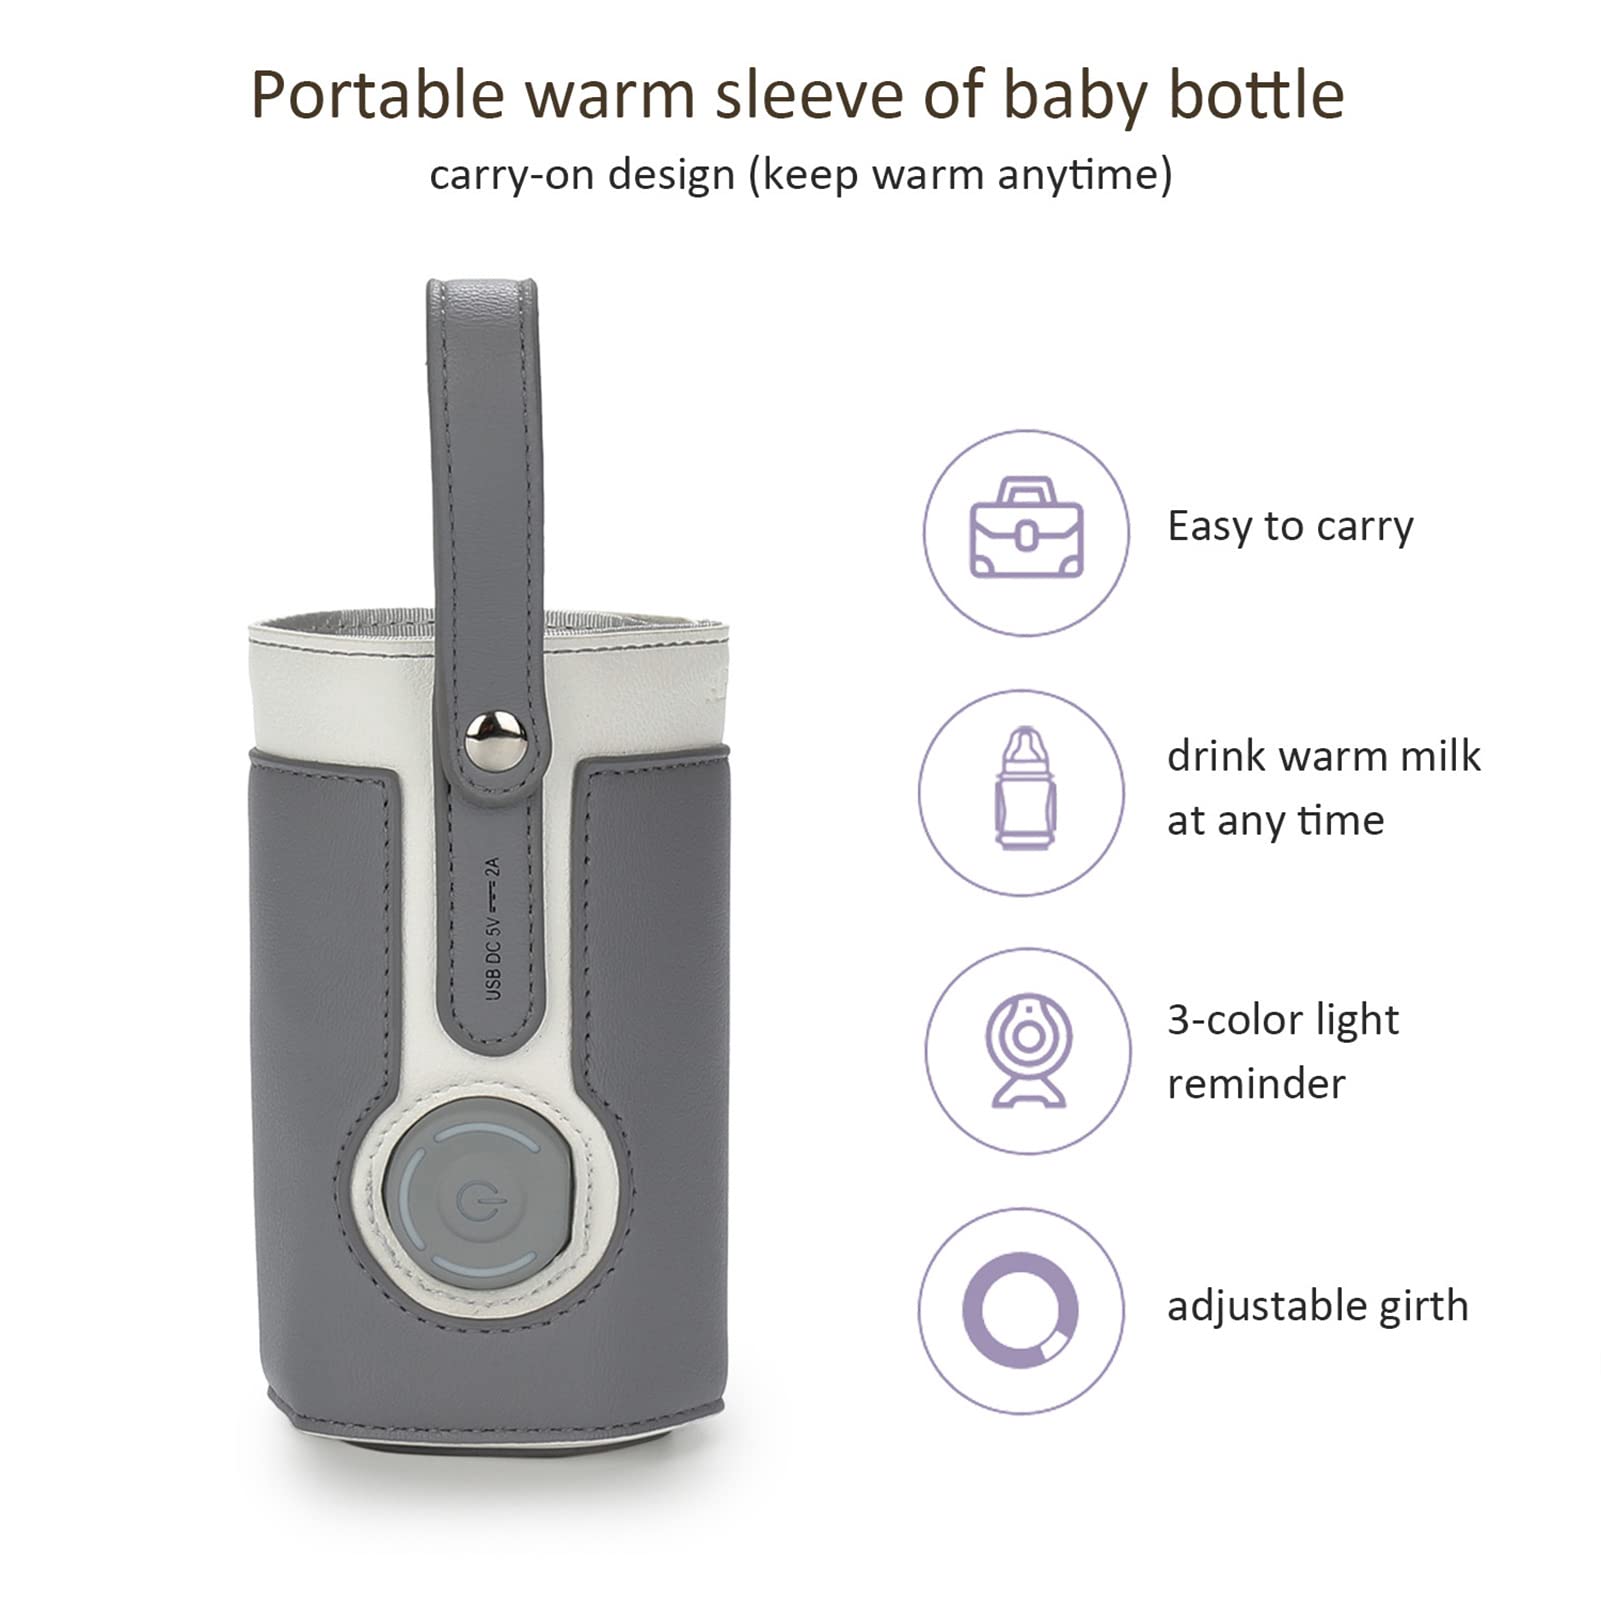 Portable warm sleeve of baby bottle
carry-on design (keep warm anytime)
Easy to carry
drink warm milk
at any time
USB DC 5V ⎓ 2A
3-color light
reminder
adjustable girth